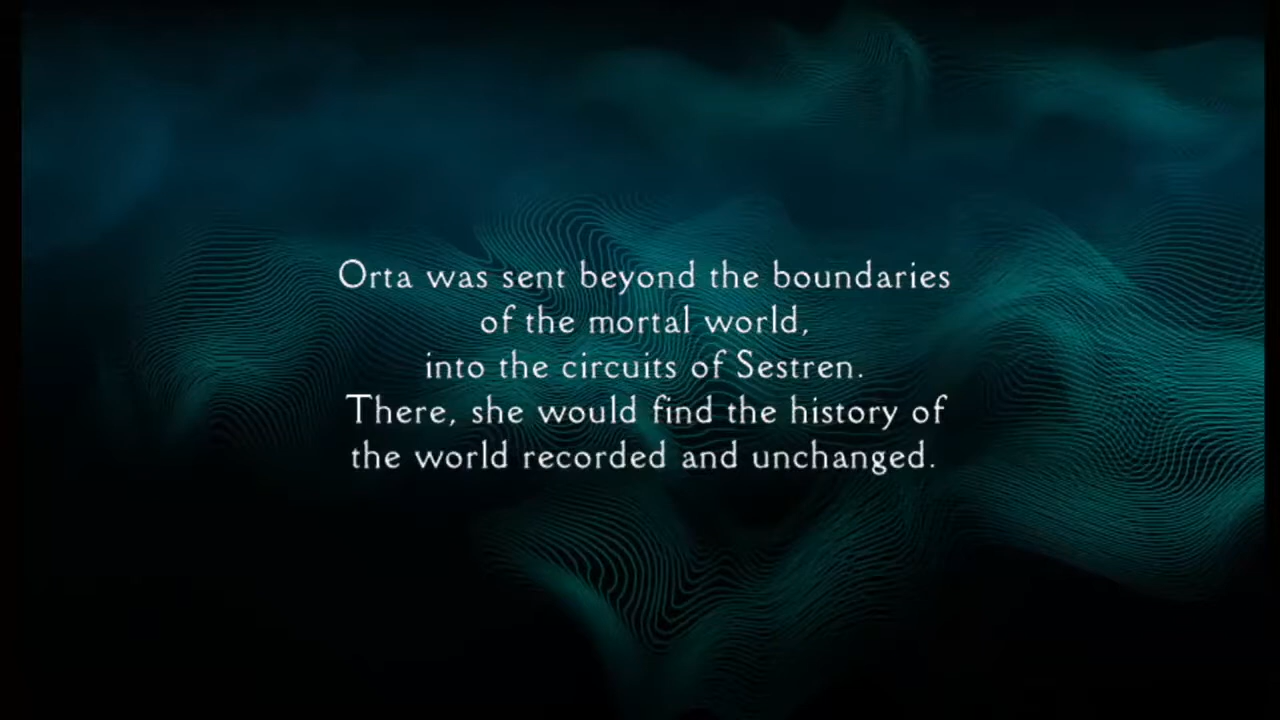 Orta was sent beyond the boundaries
of the mortal world,
into the circuits of Sestren.
There, she would find the history of
the world recorded and unchanged.